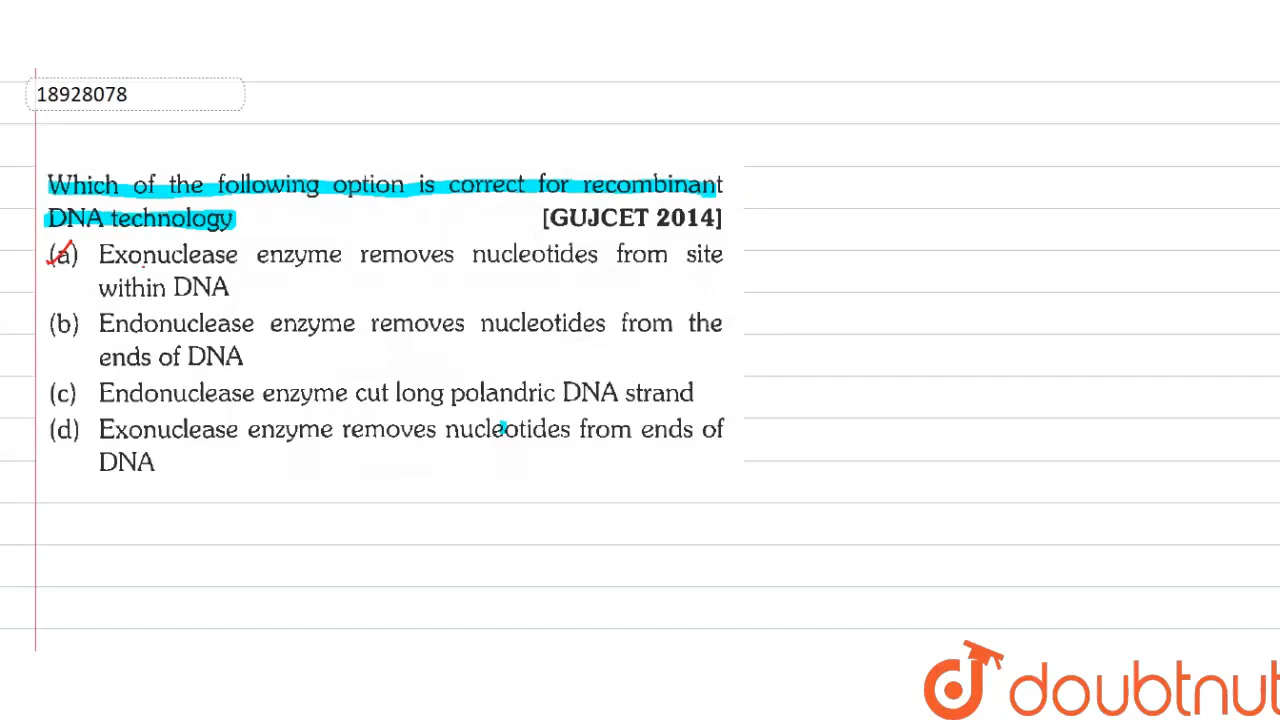 18928078
Which of the following option is correct for recombinant
DNA technology [GUJCET 2014]
(a) Exonuclease enzyme removes nucleotides from site
within DNA
(b) Endonuclease enzyme removes nucleotides from the
ends of DNA
(c) Endonuclease enzyme cut long polandric DNA strand
(d) Exonuclease enzyme removes nucleotides from ends of
DNA
doubtnut